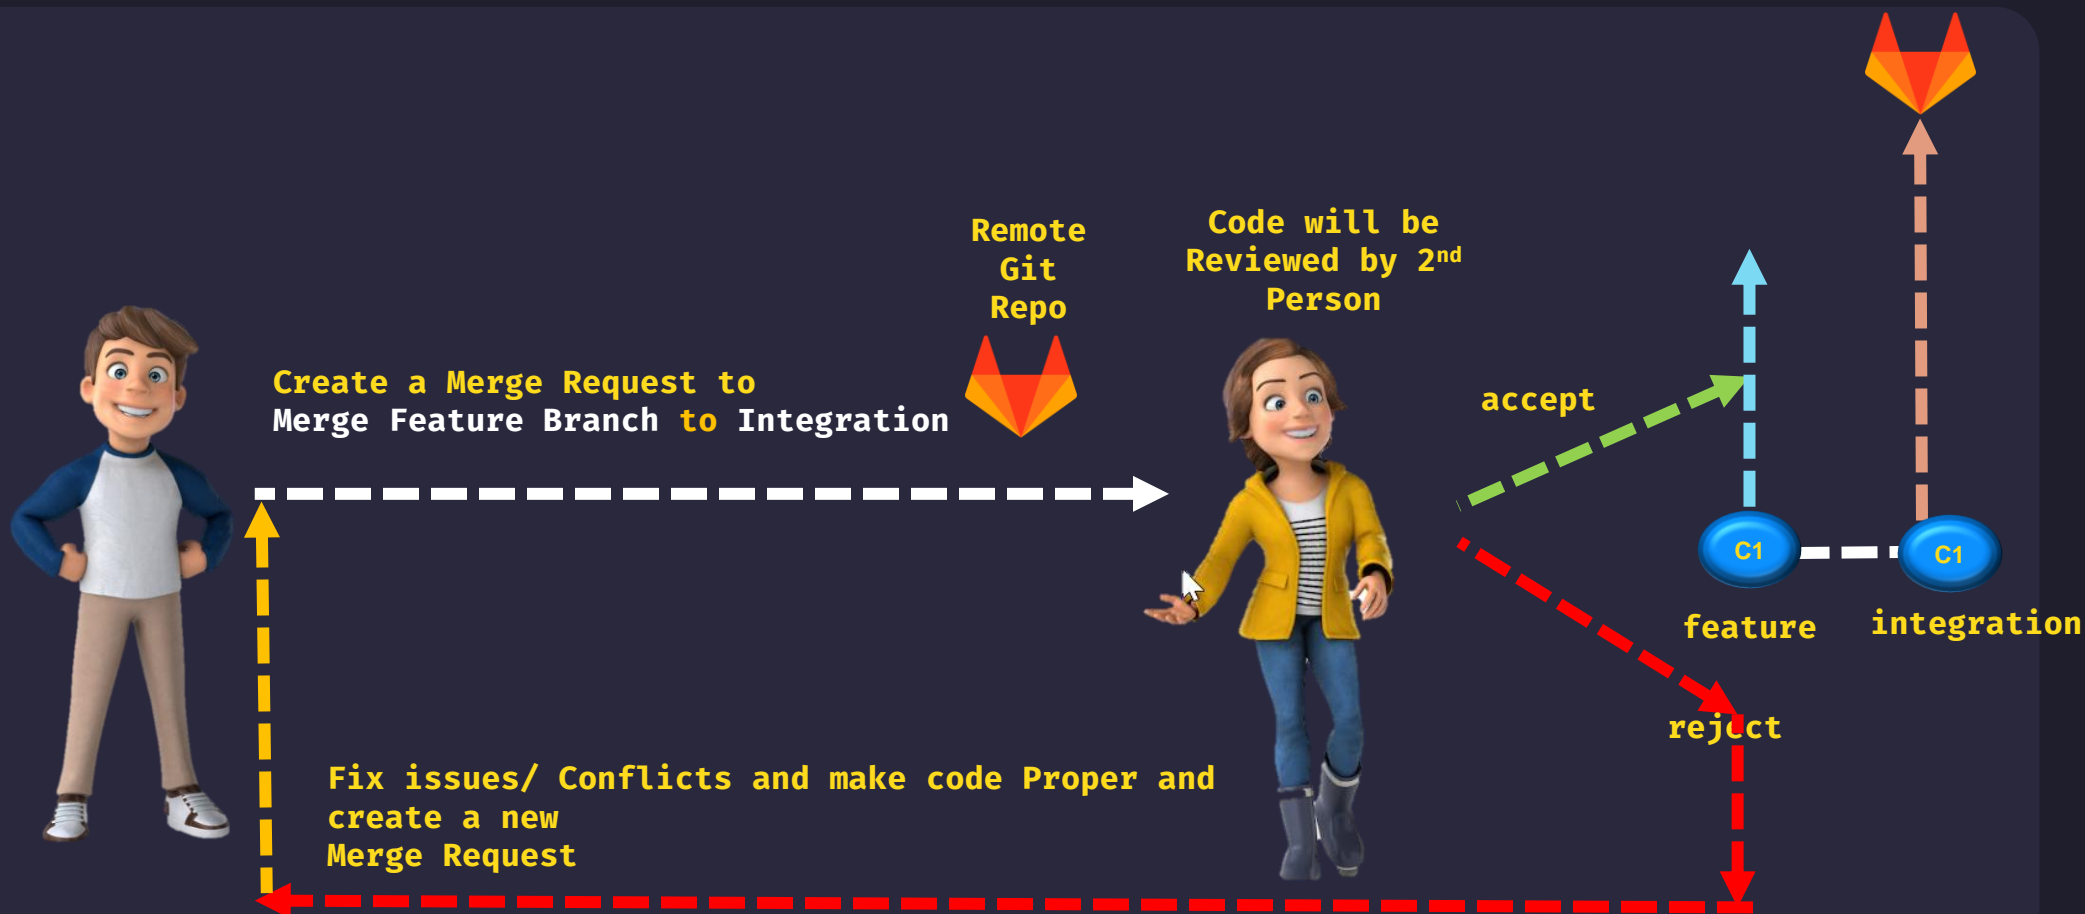 Remote
Git
Repo
Code will be
Reviewed by 2nd
Person
Create a Merge Request to
Merge Feature Branch to Integration
accept
C1
C1
feature
integration
reject
Fix issues/ Conflicts and make code Proper and
create a new
Merge Request